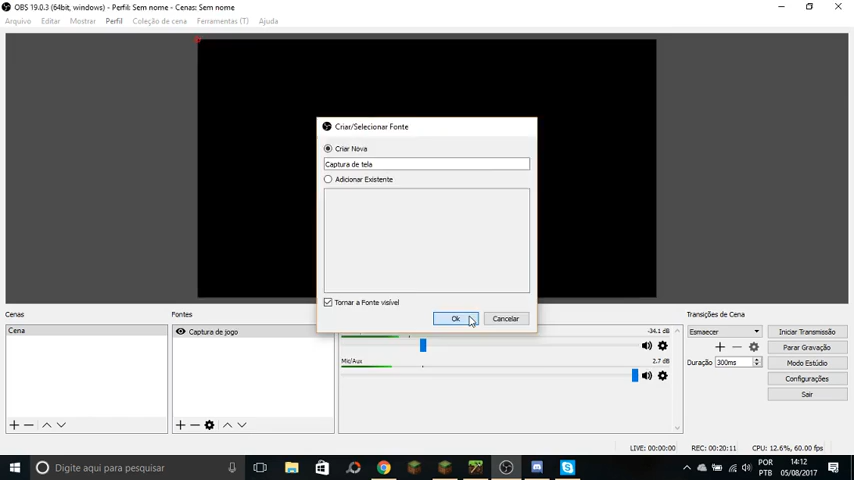 OBS 19.0.3 (64bit, windows) - Perfil: Sem nome - Cenas: Sem nome
Arquivo Editar Mostrar Perfil Coleção de cena Ferramentas (T) Ajuda
Criar/Selecionar Fonte
Criar Nova
Captura de tela
Adicionar Existente
Tornar a Fonte visível
Ok Cancelar
Cenas
Cena
Fontes
Captura de jogo
-34.1 dB
Mic/Aux 2.7 dB
Transições de Cena
Esmaecer
Duração 300ms
Iniciar Transmissão
Parar Gravação
Modo Estúdio
Configurações
Sair
LIVE: 00:00:00 REC: 00:20:11 CPU: 12.6%, 60.00 fps
Digite aqui para pesquisar
POR
PTB
14:12
05/08/2017